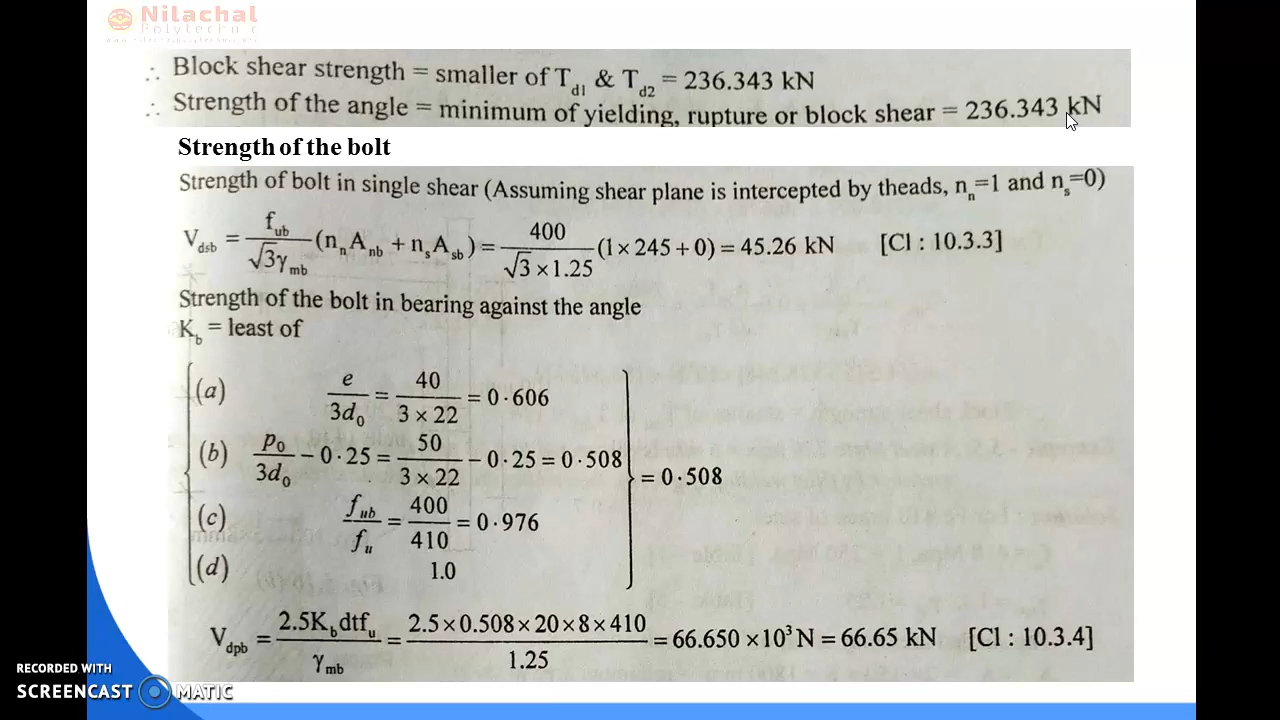 Nilachal
Polytechnic
∴ Block shear strength = smaller of T_d1 & T_d2 = 236.343 kN
∴ Strength of the angle = minimum of yielding, rupture or block shear = 236.343 kN
Strength of the bolt
Strength of bolt in single shear (Assuming shear plane is intercepted by theads, n_n=1 and n_s=0)
V_dsb = f_ub/(√3γ_mb) (n_n A_nb + n_s A_sb) = 400/(√3×1.25) (1×245+0) = 45.26 kN [Cl : 10.3.3]
Strength of the bolt in bearing against the angle
K_b = least of
(a) e/3d_0 = 40/(3×22) = 0·606
(b) p_0/3d_0 − 0·25 = 50/(3×22) − 0·25 = 0·508
= 0·508
(c) f_ub/f_u = 400/410 = 0·976
(d) 1.0
V_dpb = 2.5K_b dtf_u/γ_mb = 2.5×0.508×20×8×410/1.25 = 66.650×10³ N = 66.65 kN [Cl : 10.3.4]
RECORDED WITH
SCREENCAST MATIC